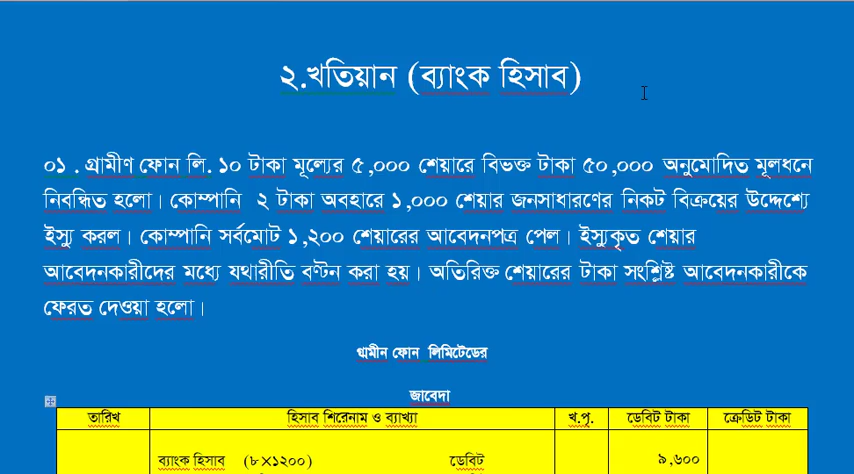 ২.খতিয়ান (ব্যাংক হিসাব)
০১ . গ্রামীণ ফোন লি. ১০ টাকা মূল্যের ৫,০০০ শেয়ারে বিভক্ত টাকা ৫০,০০০ অনুমোদিত মূলধনে
নিবন্ধিত হলো। কোম্পানি ২ টাকা অবহারে ১,০০০ শেয়ার জনসাধারণের নিকট বিক্রয়ের উদ্দেশ্যে
ইস্যু করল। কোম্পানি সর্বমোট ১,২০০ শেয়ারের আবেদনপত্র পেল। ইস্যুকৃত শেয়ার
আবেদনকারীদের মধ্যে যথারীতি বণ্টন করা হয়। অতিরিক্ত শেয়ারের টাকা সংশ্লিষ্ট আবেদনকারীকে
ফেরত দেওয়া হলো।
গ্রামীন ফোন লিমিটেডের
জাবেদা
তারিখ হিসাব শিরেনাম ও ব্যাখ্যা খ.পৃ. ডেবিট টাকা ক্রেডিট টাকা
ব্যাংক হিসাব (৮×১২০০) ডেবিট ৯,৬০০